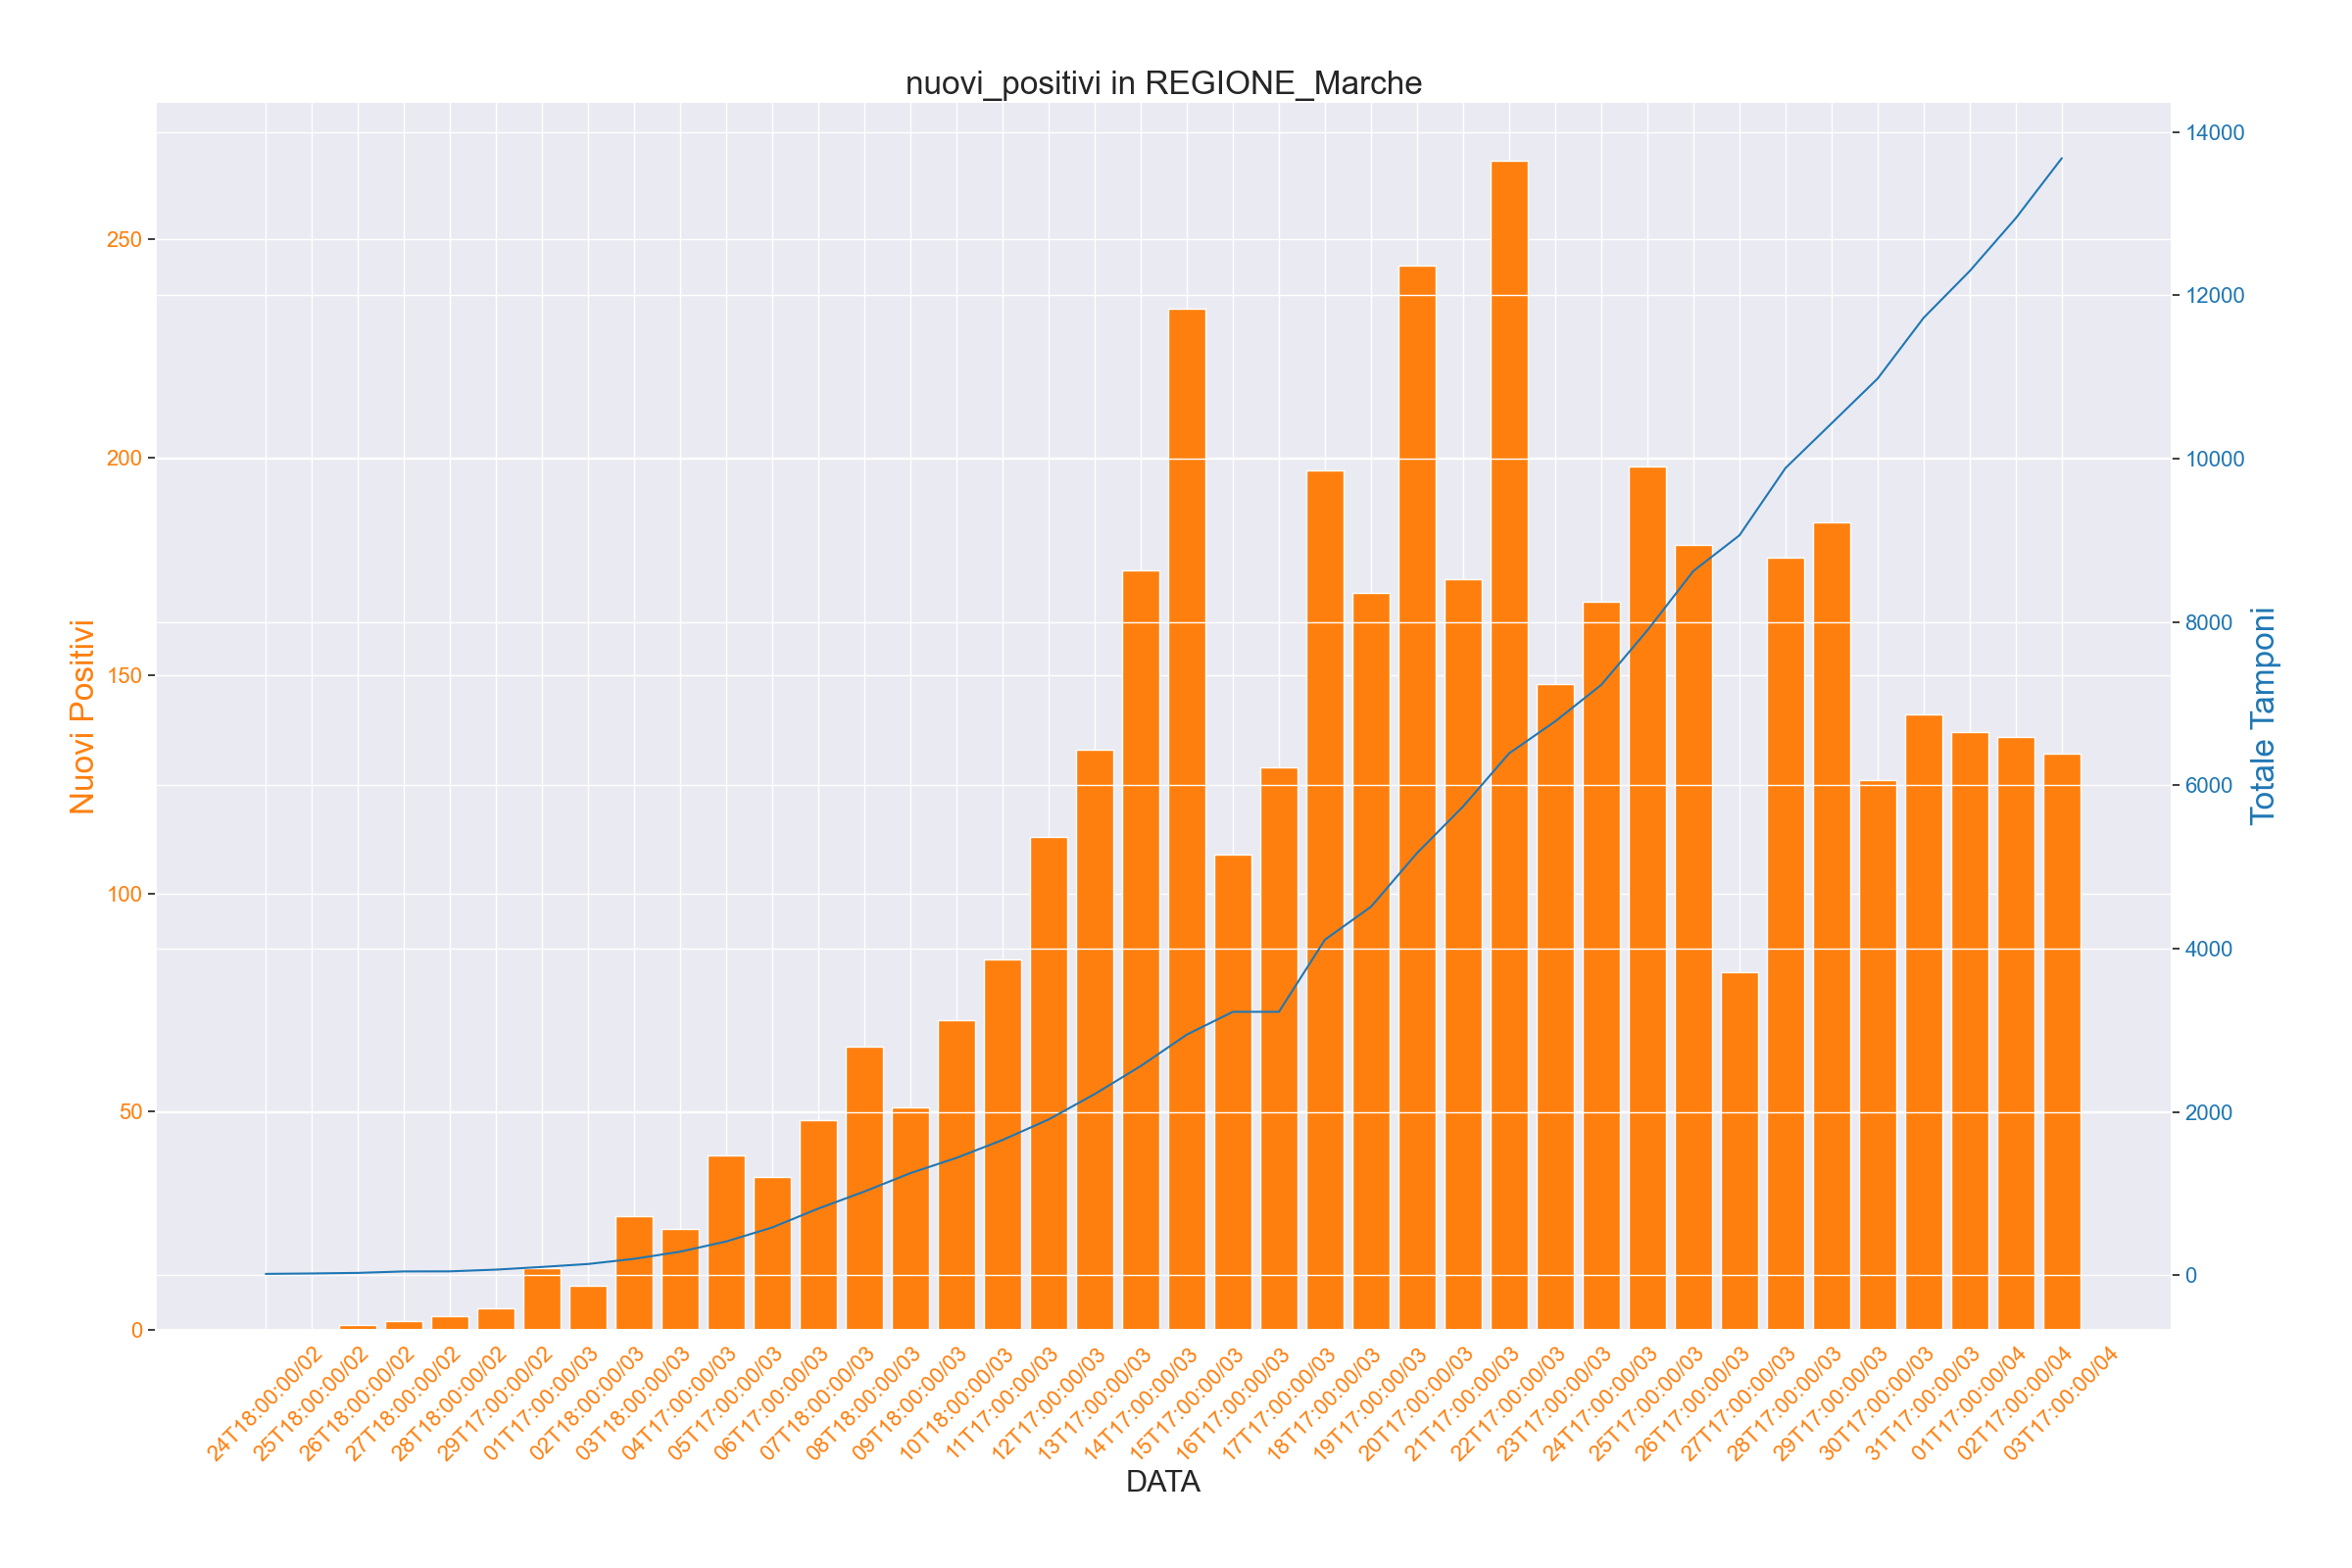 nuovi_positivi in REGIONE_Marche
Nuovi Positivi
250
200
150
100
50
0
14000
12000
10000
8000
6000
4000
2000
0
Totale Tamponi
24T18:00:00/02
25T18:00:00/02
26T18:00:00/02
27T18:00:00/02
28T18:00:00/02
29T17:00:00/02
01T17:00:00/03
02T18:00:00/03
03T18:00:00/03
04T17:00:00/03
05T17:00:00/03
06T17:00:00/03
07T18:00:00/03
08T18:00:00/03
09T18:00:00/03
10T18:00:00/03
11T17:00:00/03
12T17:00:00/03
13T17:00:00/03
14T17:00:00/03
15T17:00:00/03
16T17:00:00/03
17T17:00:00/03
18T17:00:00/03
19T17:00:00/03
20T17:00:00/03
21T17:00:00/03
22T17:00:00/03
23T17:00:00/03
24T17:00:00/03
25T17:00:00/03
26T17:00:00/03
27T17:00:00/03
28T17:00:00/03
29T17:00:00/03
30T17:00:00/03
31T17:00:00/03
01T17:00:00/04
02T17:00:00/04
03T17:00:00/04
DATA